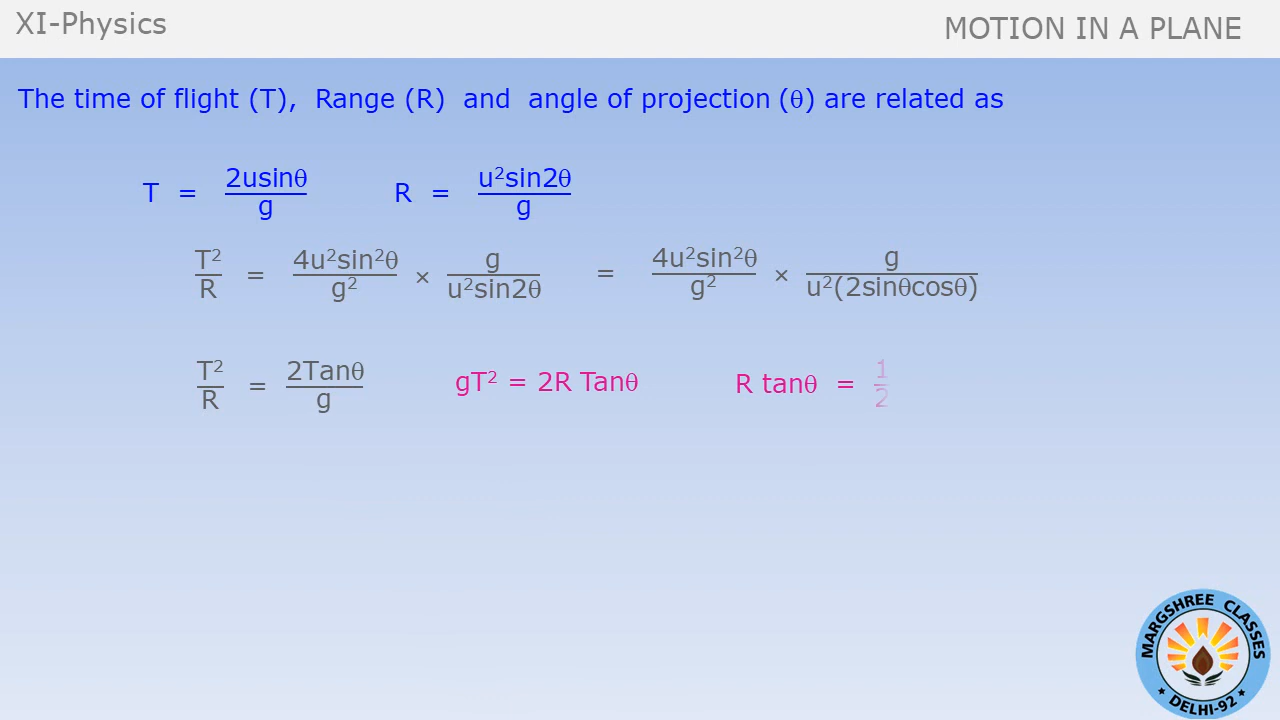 XI-Physics
MOTION IN A PLANE
The time of flight (T), Range (R) and angle of projection (θ) are related as
T = 2usinθ/g R = u²sin2θ/g
T²/R = 4u²sin²θ/g² × g/u²sin2θ = 4u²sin²θ/g² × g/u²(2sinθcosθ)
T²/R = 2Tanθ/g gT² = 2R Tanθ R tanθ = 1/2
MARGSHREE CLASSES
DELHI-92